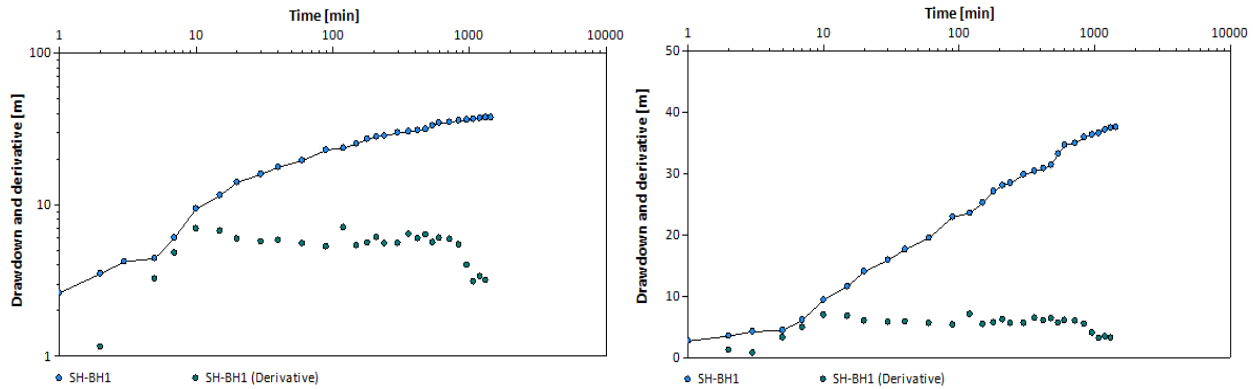 Time [min]
1 10 100 1000 10000
100
10
1
Drawdown and derivative [m]
SH-BH1 SH-BH1 (Derivative)
Time [min]
1 10 100 1000 10000
50
40
30
20
10
0
Drawdown and derivative [m]
SH-BH1 SH-BH1 (Derivative)